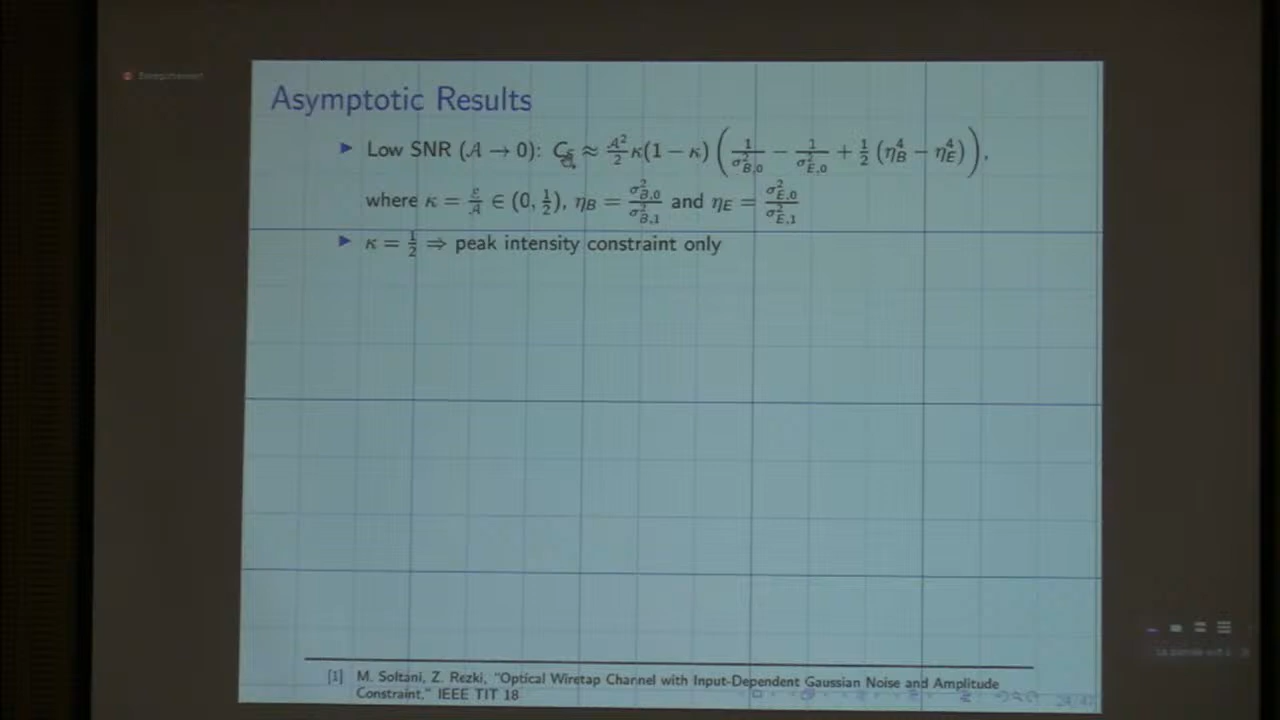 Asymptotic Results
▶ Low SNR (𝒜 → 0): C_s ≈ 𝒜²/2 κ(1 − κ) (1/σ²_{B,0} − 1/σ²_{E,0} + 1/2 (η⁴_B − η⁴_E)),
where κ = ε/𝒜 ∈ (0, 1/2), η_B = σ²_{B,0}/σ²_{B,1} and η_E = σ²_{E,0}/σ²_{E,1}
▶ κ = 1/2 ⇒ peak intensity constraint only
[1] M. Soltani, Z. Rezki, "Optical Wiretap Channel with Input-Dependent Gaussian Noise and Amplitude
Constraint," IEEE TIT 18